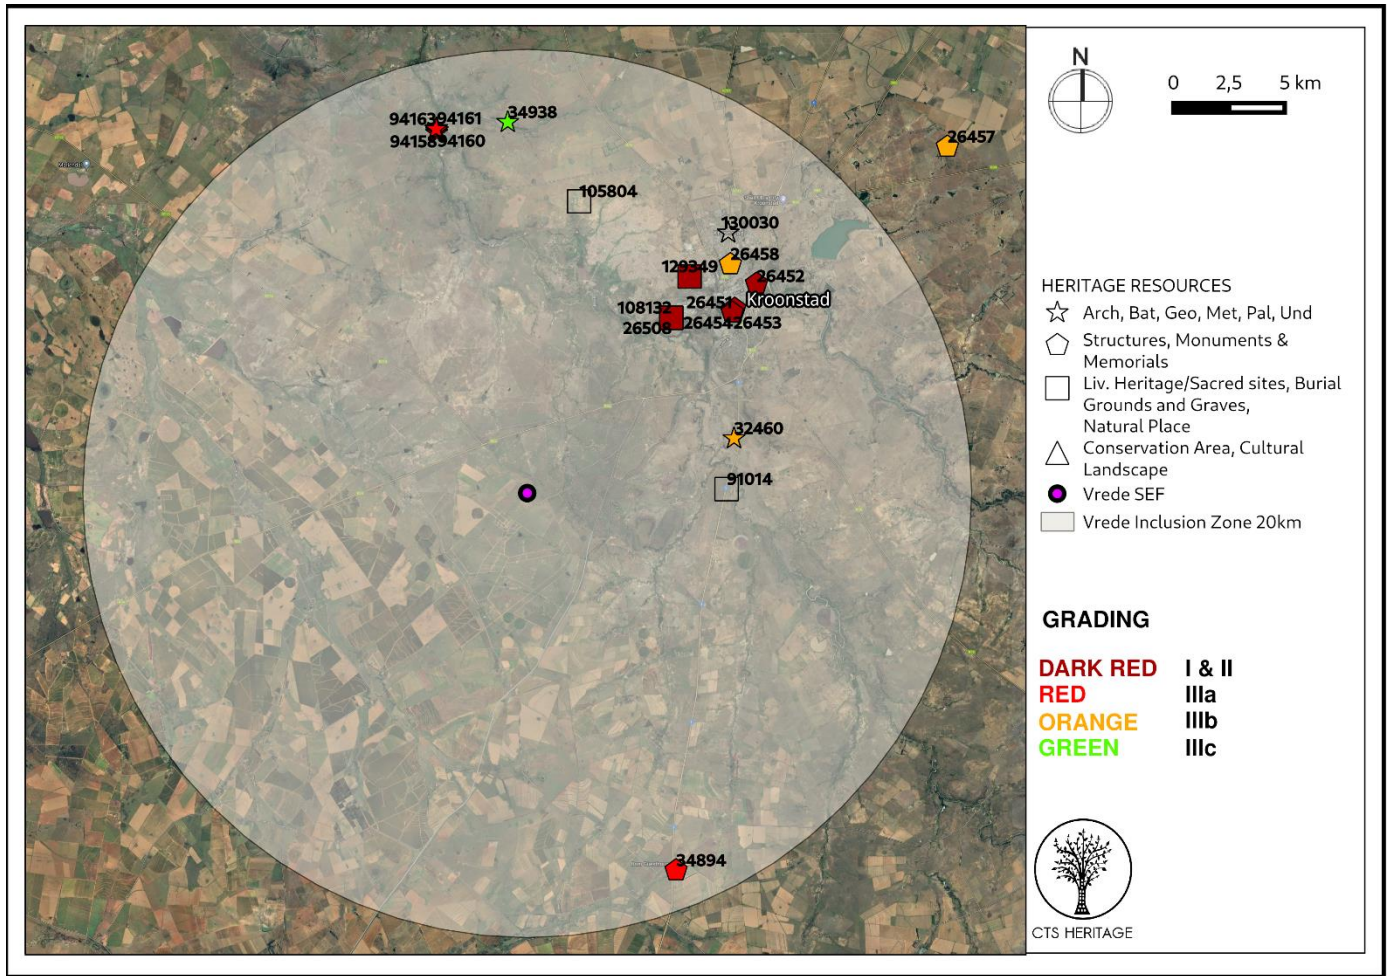 N
0 2,5 5 km
9416394161
34938
9415894160
26457
105804
130030
26458
129349
26452
26451
Kroonstad
108132
26508
2645426453
32460
91014
34894
HERITAGE RESOURCES
Arch, Bat, Geo, Met, Pal, Und
Structures, Monuments &
Memorials
Liv. Heritage/Sacred sites, Burial
Grounds and Graves,
Natural Place
Conservation Area, Cultural
Landscape
Vrede SEF
Vrede Inclusion Zone 20km
GRADING
DARK RED I & II
RED IIIa
ORANGE IIIb
GREEN IIIc
CTS HERITAGE